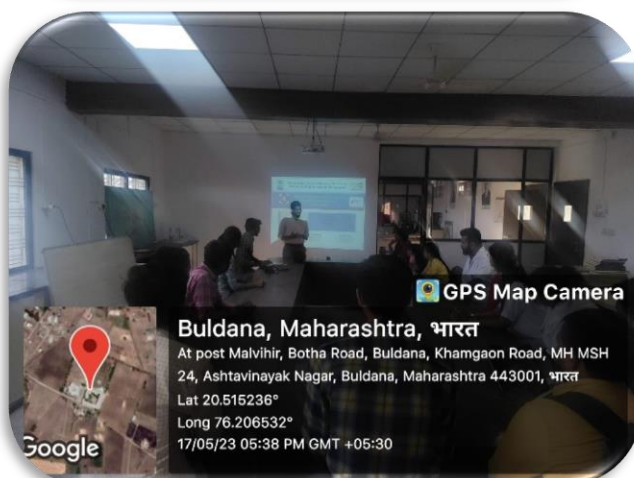 GPS Map Camera
Buldana, Maharashtra, भारत
At post Malvihir, Botha Road, Buldana, Khamgaon Road, MH MSH
24, Ashtavinayak Nagar, Buldana, Maharashtra 443001, भारत
Lat 20.515236°
Long 76.206532°
17/05/23 05:38 PM GMT +05:30
Google